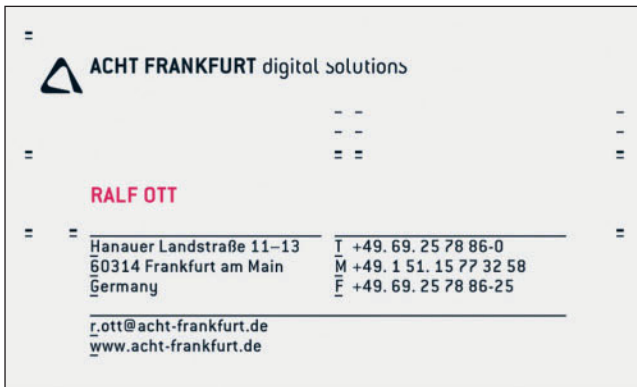 ACHT FRANKFURT digital solutions
RALF OTT
Hanauer Landstraße 11–13
60314 Frankfurt am Main
Germany
T +49. 69. 25 78 86-0
M +49. 1 51. 15 77 32 58
F +49. 69. 25 78 86-25
r.ott@acht-frankfurt.de
www.acht-frankfurt.de